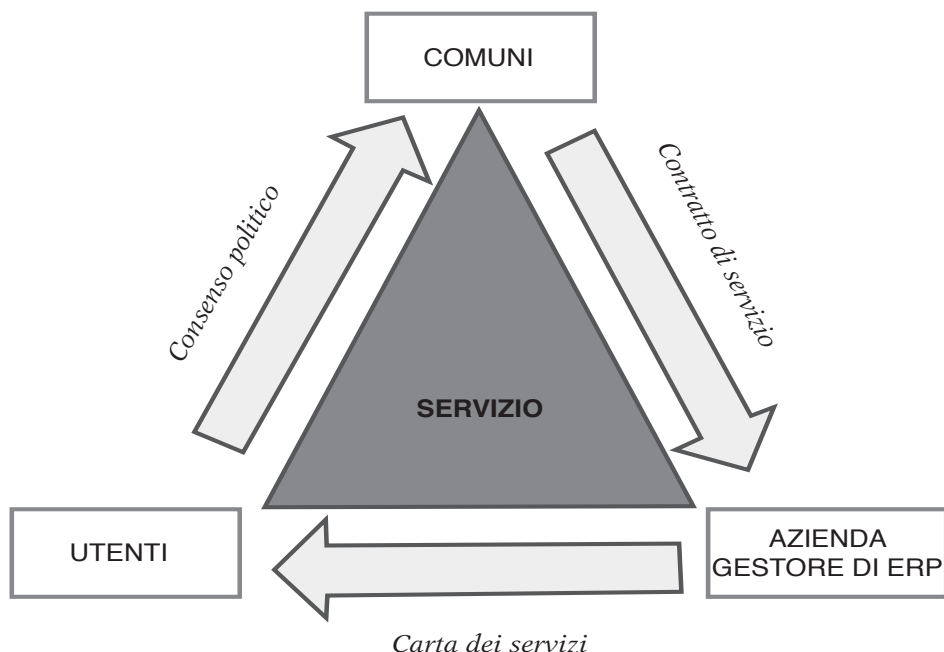 COMUNI
Consenso politico
Contratto di servizio
SERVIZIO
UTENTI
AZIENDA
GESTORE DI ERP
Carta dei servizi